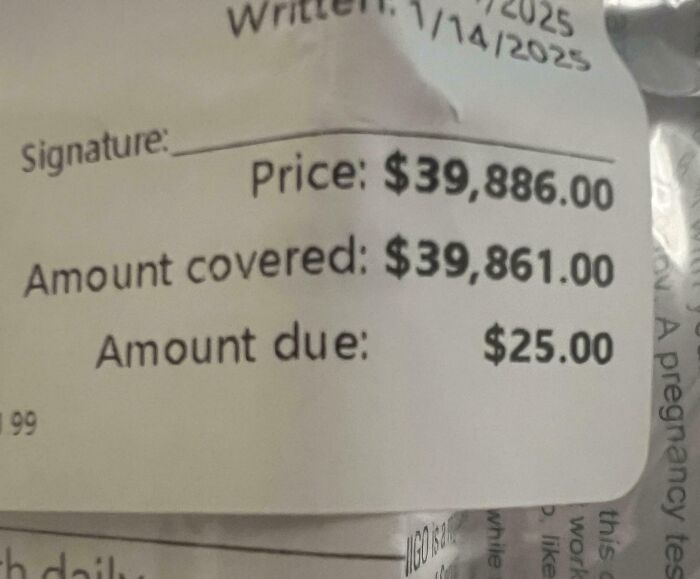 /2025
Written: 1/14/2025
Signature:
Price: $39,886.00
Amount covered: $39,861.00
Amount due: $25.00
99
daily
A pregnancy
this
work
like
while